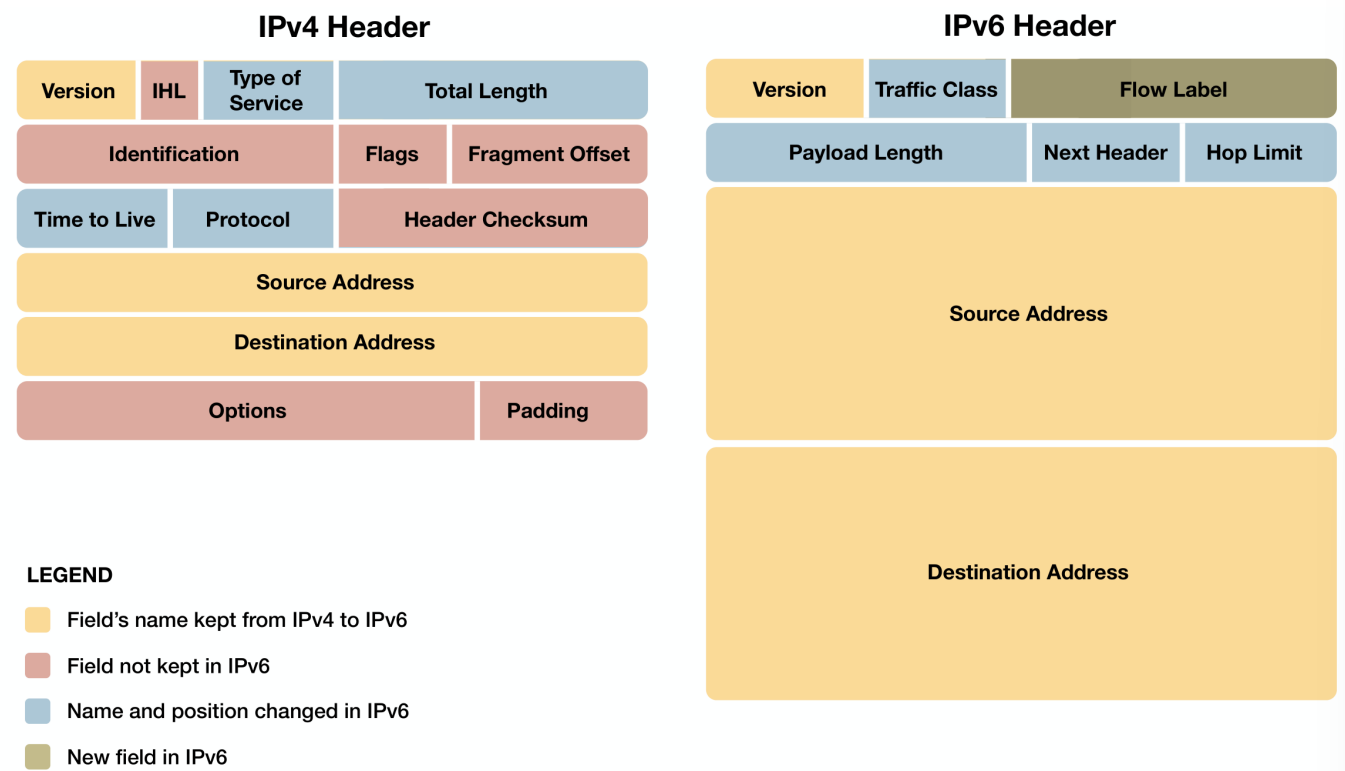 IPv4 Header
Version
IHL
Type of
Service
Total Length
Identification
Flags
Fragment Offset
Time to Live
Protocol
Header Checksum
Source Address
Destination Address
Options
Padding
IPv6 Header
Version
Traffic Class
Flow Label
Payload Length
Next Header
Hop Limit
Source Address
Destination Address
LEGEND
Field’s name kept from IPv4 to IPv6
Field not kept in IPv6
Name and position changed in IPv6
New field in IPv6